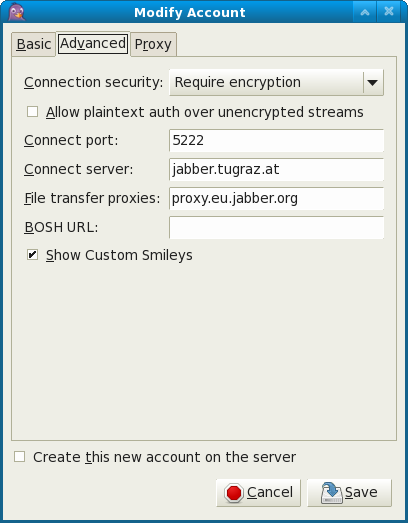 Modify Account
Basic Advanced Proxy
Connection security: Require encryption
Allow plaintext auth over unencrypted streams
Connect port: 5222
Connect server: jabber.tugraz.at
File transfer proxies: proxy.eu.jabber.org
BOSH URL:
Show Custom Smileys
Create this new account on the server
Cancel Save